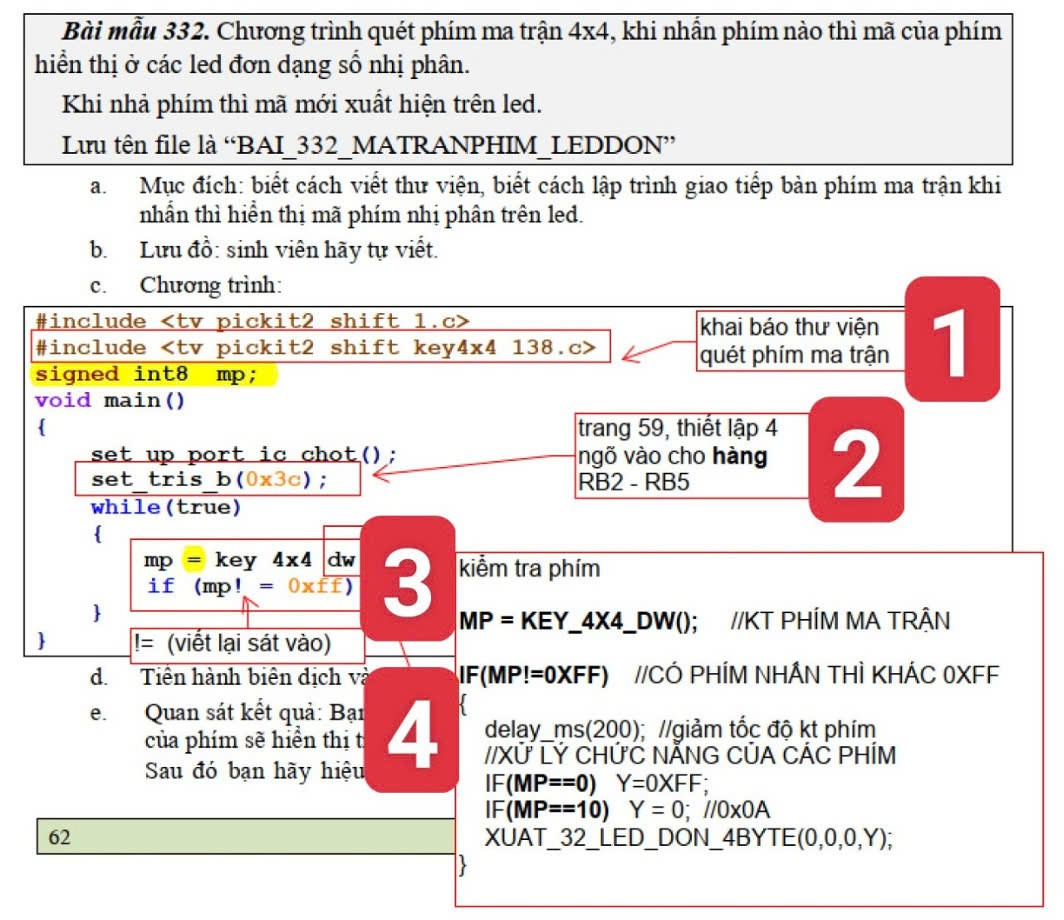 Bài mẫu 332. Chương trình quét phím ma trận 4x4, khi nhấn phím nào thì mã của phím
hiển thị ở các led đơn dạng số nhị phân.
Khi nhả phím thì mã mới xuất hiện trên led.
Lưu tên file là “BAI_332_MATRANPHIM_LEDDON”
a. Mục đích: biết cách viết thư viện, biết cách lập trình giao tiếp bàn phím ma trận khi
nhấn thì hiển thị mã phím nhị phân trên led.
b. Lưu đồ: sinh viên hãy tự viết.
c. Chương trình:
#include <tv pickit2 shift 1.c>
#include <tv pickit2 shift key4x4 138.c>
khai báo thư viện
quét phím ma trận
1
signed int8 mp;
void main()
{
set up port ic chot();
set_tris_b(0x3c);
trang 59, thiết lập 4
ngõ vào cho hàng
RB2 - RB5
2
while(true)
{
mp = key 4x4 dw
if (mp! = 0xff)
3
}
}
!= (viết lại sát vào)
kiểm tra phím
MP = KEY_4X4_DW(); //KT PHÍM MA TRẬN
IF(MP!=0XFF) //CÓ PHÍM NHẤN THÌ KHÁC 0XFF
{
delay_ms(200); //giảm tốc độ kt phím
//XỬ LÝ CHỨC NĂNG CỦA CÁC PHÍM
IF(MP==0) Y=0XFF;
IF(MP==10) Y = 0; //0x0A
XUAT_32_LED_DON_4BYTE(0,0,0,Y);
}
4
d. Tiến hành biên dịch và
e. Quan sát kết quả: Bạn
của phím sẽ hiển thị
Sau đó bạn hãy hiệu
62